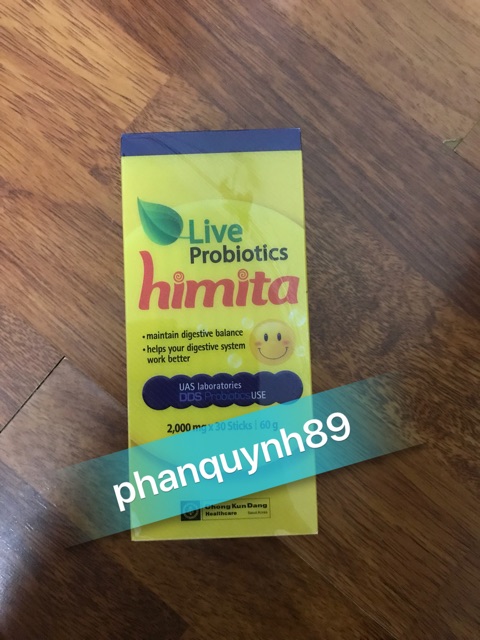 Live
Probiotics
himita
• maintain digestive balance
• helps your digestive system
work better
UAS laboratories
DDS Probiotics USE
2,000 mg x 30 Sticks | 60 g
phanquynh89
Chong Kun Dang
Healthcare